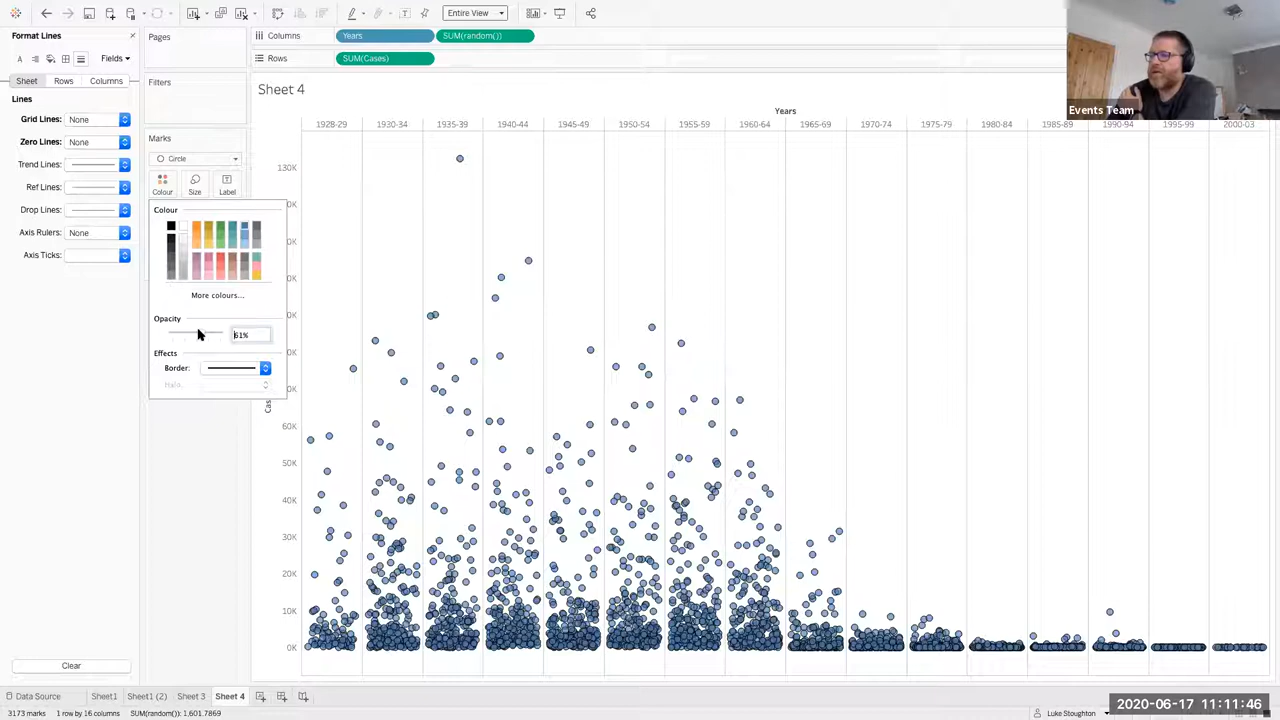 Entire View
Format Lines
Fields
Sheet Rows Columns
Lines
Grid Lines: None
Zero Lines: None
Trend Lines:
Ref Lines:
Drop Lines:
Axis Rulers: None
Axis Ticks:
Clear
Pages
Filters
Marks
Circle
Colour Size Label
Colour
More colours...
Opacity
61%
Effects
Border:
Halo:
Columns Years SUM(random())
Rows SUM(Cases)
Sheet 4
Years
1928-29 1930-34 1935-39 1940-44 1945-49 1950-54 1955-59 1960-64 1965-69 1970-74 1975-79 1980-84 1985-89 1990-94 1995-99 2000-03
130K
60K
50K
40K
30K
20K
10K
0K
Events Team
Data Source Sheet1 Sheet1 (2) Sheet 3 Sheet 4
3173 marks 1 row by 16 columns SUM(random()): 1,601.7869
Luke Stoughton
2020-06-17 11:11:46